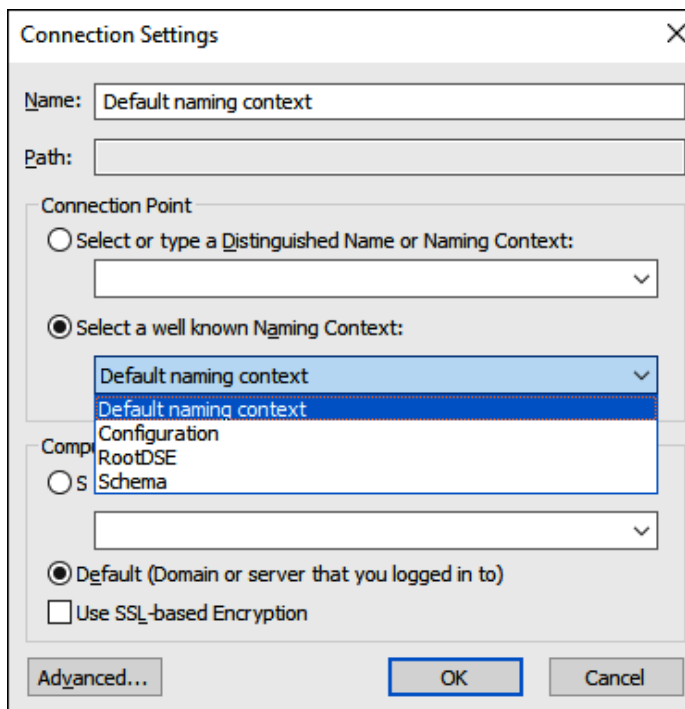 Connection Settings
Name: Default naming context
Path:
Connection Point
Select or type a Distinguished Name or Naming Context:
Select a well known Naming Context:
Default naming context
Default naming context
Configuration
RootDSE
Schema
S
Default (Domain or server that you logged in to)
Use SSL-based Encryption
Advanced...
OK
Cancel